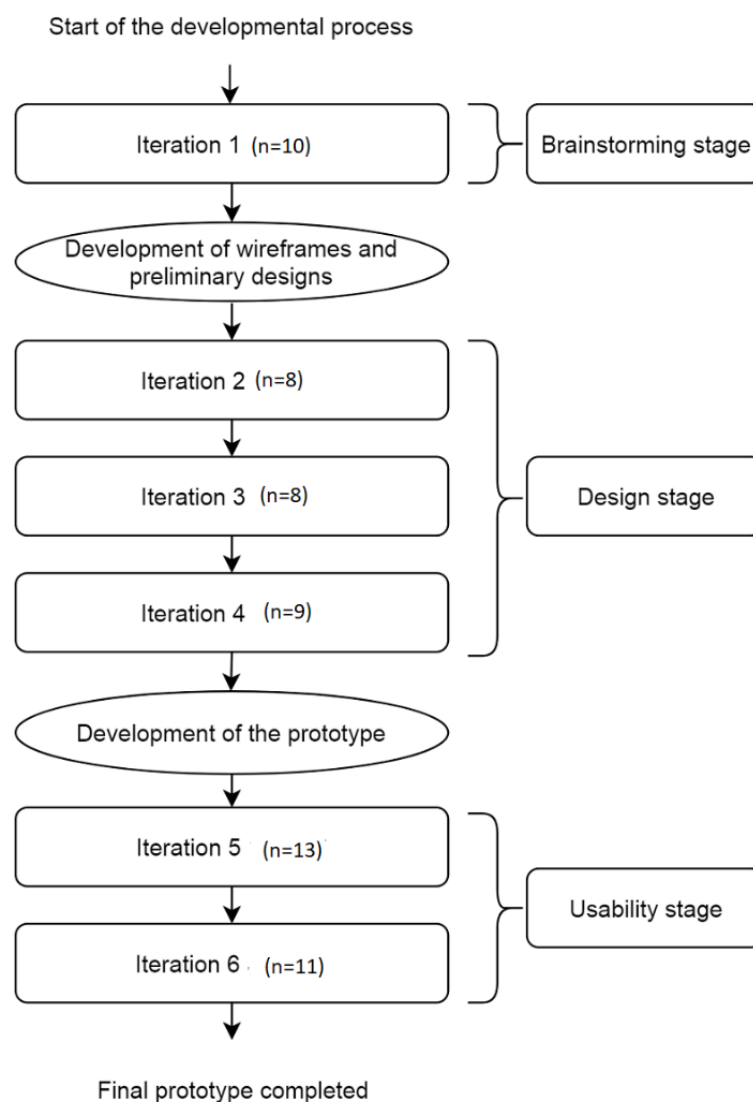 Start of the developmental process
Iteration 1 (n=10)
Brainstorming stage
Development of wireframes and
preliminary designs
Iteration 2 (n=8)
Iteration 3 (n=8)
Design stage
Iteration 4 (n=9)
Development of the prototype
Iteration 5 (n=13)
Usability stage
Iteration 6 (n=11)
Final prototype completed